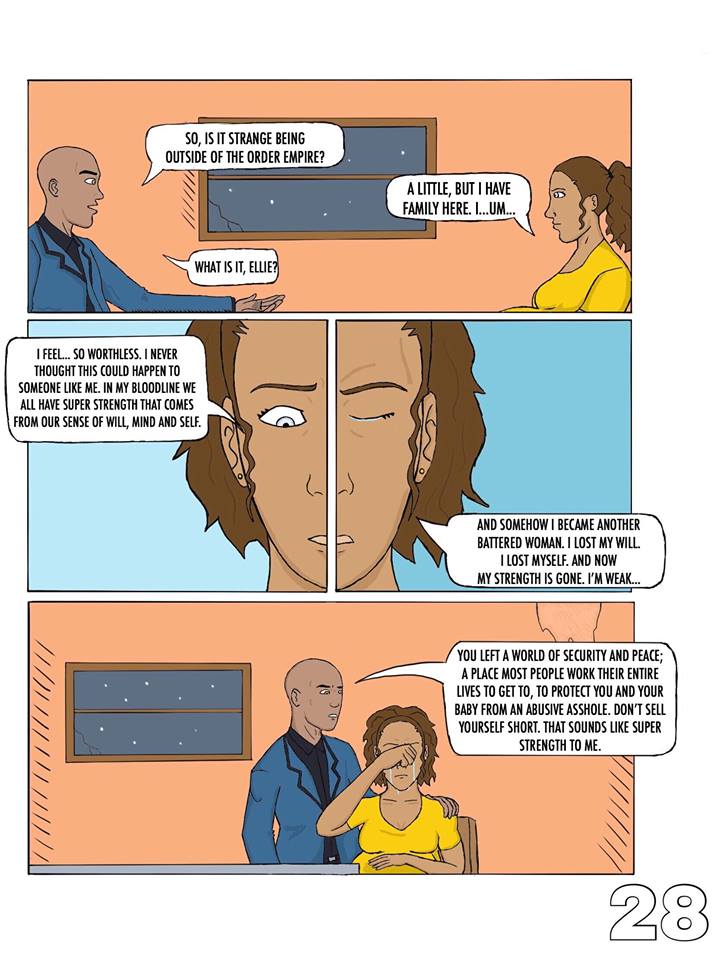 SO, IS IT STRANGE BEING
OUTSIDE OF THE ORDER EMPIRE?
A LITTLE, BUT I HAVE
FAMILY HERE. I...UM...
WHAT IS IT, ELLIE?
I FEEL... SO WORTHLESS. I NEVER
THOUGHT THIS COULD HAPPEN TO
SOMEONE LIKE ME. IN MY BLOODLINE WE
ALL HAVE SUPER STRENGTH THAT COMES
FROM OUR SENSE OF WILL, MIND AND SELF.
AND SOMEHOW I BECAME ANOTHER
BATTERED WOMAN. I LOST MY WILL.
I LOST MYSELF. AND NOW
MY STRENGTH IS GONE. I'M WEAK...
YOU LEFT A WORLD OF SECURITY AND PEACE;
A PLACE MOST PEOPLE WORK THEIR ENTIRE
LIVES TO GET TO, TO PROTECT YOU AND YOUR
BABY FROM AN ABUSIVE ASSHOLE. DON'T SELL
YOURSELF SHORT. THAT SOUNDS LIKE SUPER
STRENGTH TO ME.
28